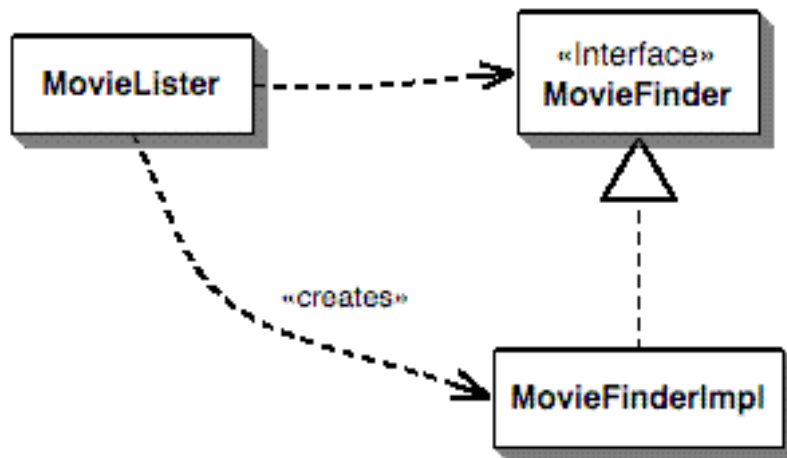 MovieLister
«Interface»
MovieFinder
«creates»
MovieFinderImpl